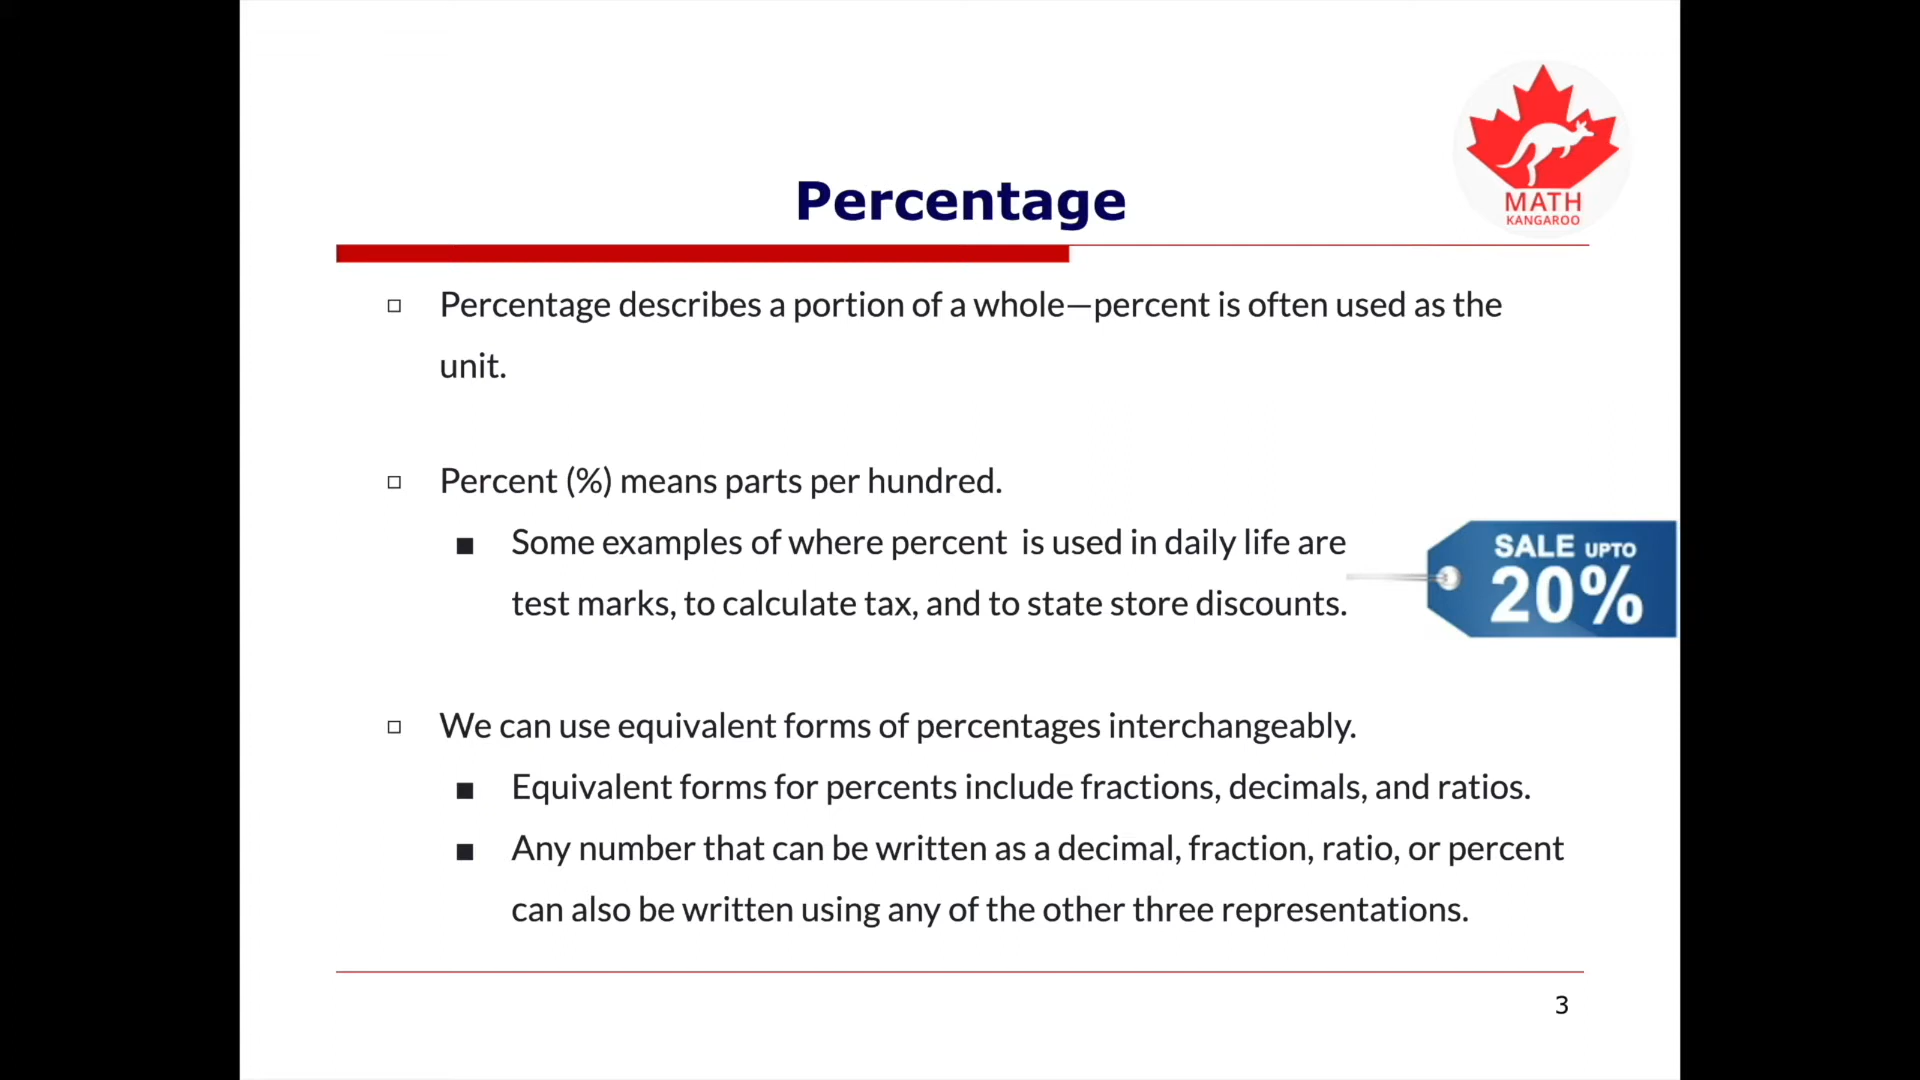 MATH
KANGAROO
Percentage
Percentage describes a portion of a whole—percent is often used as the
unit.
Percent (%) means parts per hundred.
Some examples of where percent is used in daily life are
test marks, to calculate tax, and to state store discounts.
SALE UPTO
20%
We can use equivalent forms of percentages interchangeably.
Equivalent forms for percents include fractions, decimals, and ratios.
Any number that can be written as a decimal, fraction, ratio, or percent
can also be written using any of the other three representations.
3